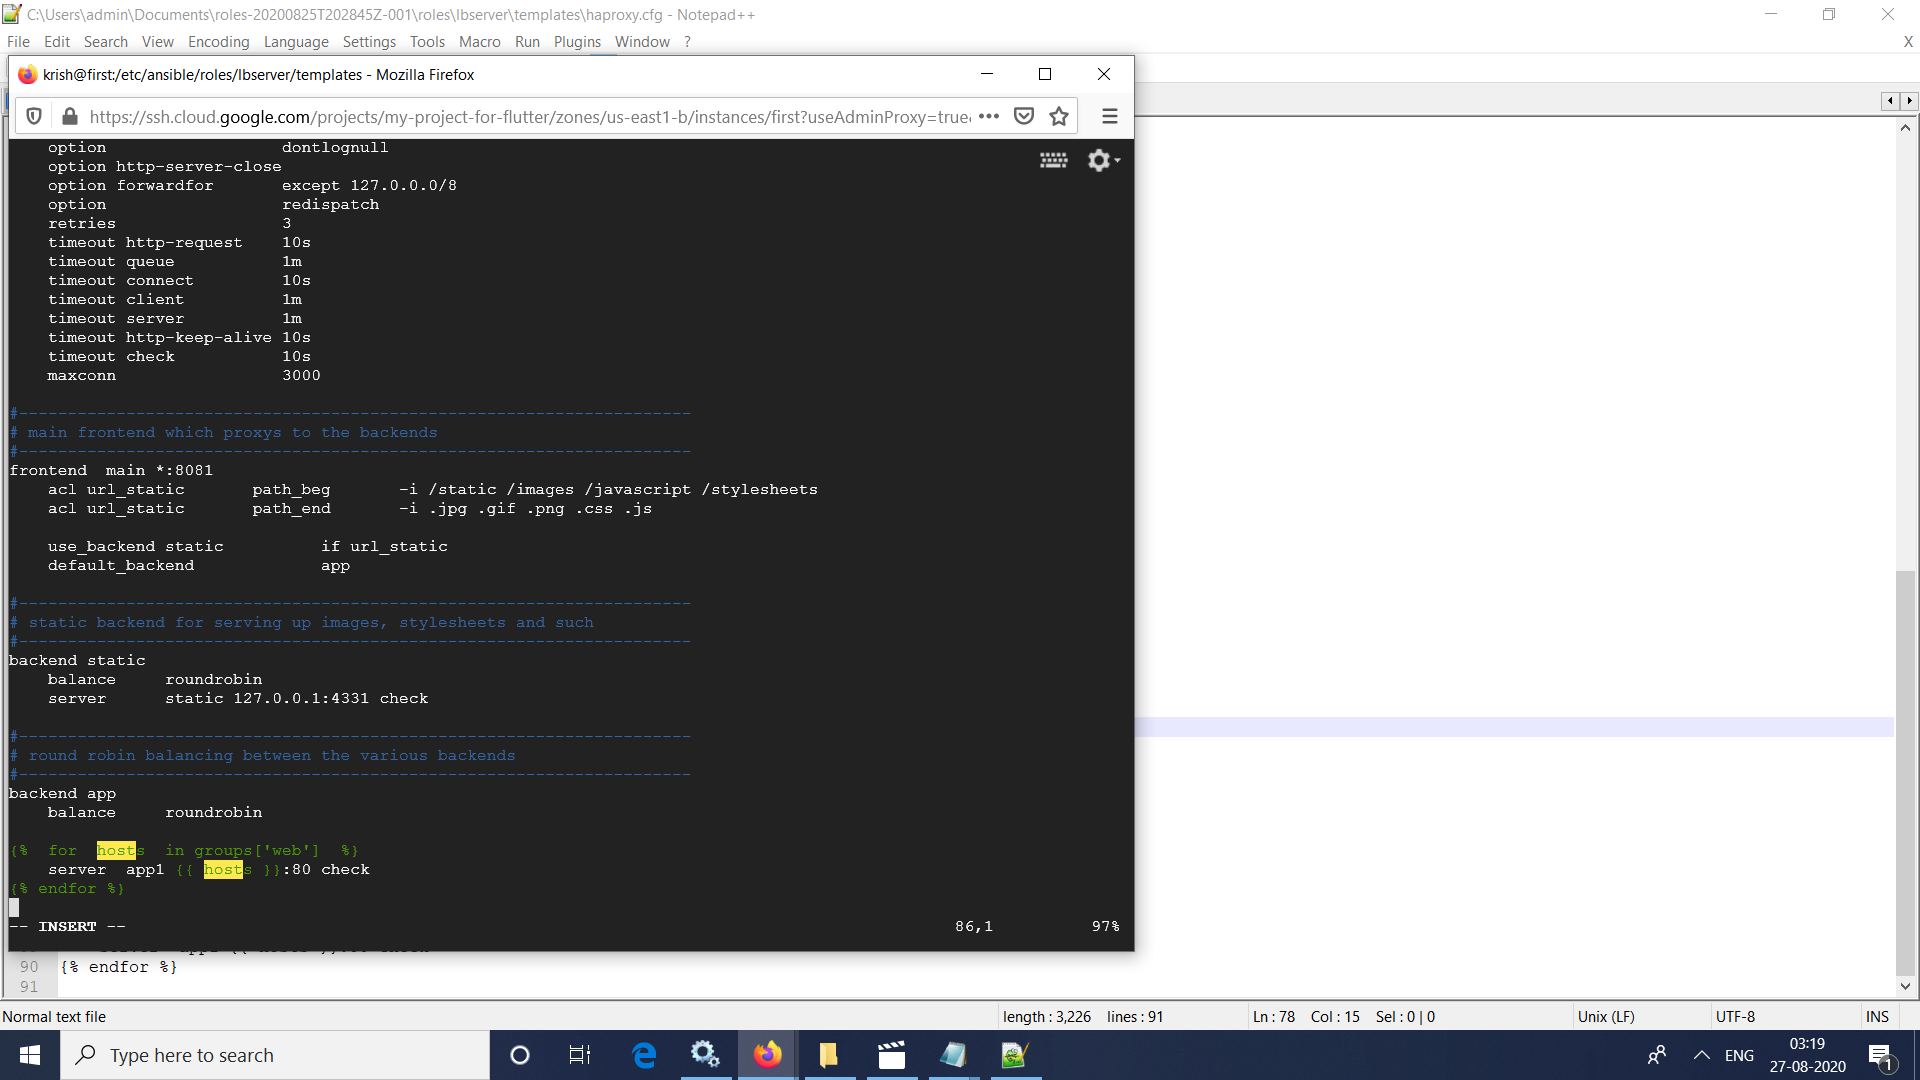 C:\Users\admin\Documents\roles-20200825T202845Z-001\roles\lbserver\templates\haproxy.cfg - Notepad++
File Edit Search View Encoding Language Settings Tools Macro Run Plugins Window ? X
krish@first:/etc/ansible/roles/lbserver/templates - Mozilla Firefox
https://ssh.cloud.google.com/projects/my-project-for-flutter/zones/us-east1-b/instances/first?useAdminProxy=true&
option dontlognull
option http-server-close
option forwardfor except 127.0.0.0/8
option redispatch
retries 3
timeout http-request 10s
timeout queue 1m
timeout connect 10s
timeout client 1m
timeout server 1m
timeout http-keep-alive 10s
timeout check 10s
maxconn 3000
#---------------------------------------------------------------------
# main frontend which proxys to the backends
#---------------------------------------------------------------------
frontend  main *:8081
acl url_static path_beg -i /static /images /javascript /stylesheets
acl url_static path_end -i .jpg .gif .png .css .js
use_backend static if url_static
default_backend app
#---------------------------------------------------------------------
# static backend for serving up images, stylesheets and such
#---------------------------------------------------------------------
backend static
balance roundrobin
server static 127.0.0.1:4331 check
#---------------------------------------------------------------------
# round robin balancing between the various backends
#---------------------------------------------------------------------
backend app
balance roundrobin
{% for hosts in groups['web'] %}
server app1 {{ hosts }}:80 check
{% endfor %}
-- INSERT -- 86,1 97%
90 {% endfor %}
91
Normal text file length : 3,226 lines : 91 Ln : 78 Col : 15 Sel : 0 | 0 Unix (LF) UTF-8 INS
Type here to search
ENG
03:19
27-08-2020
1